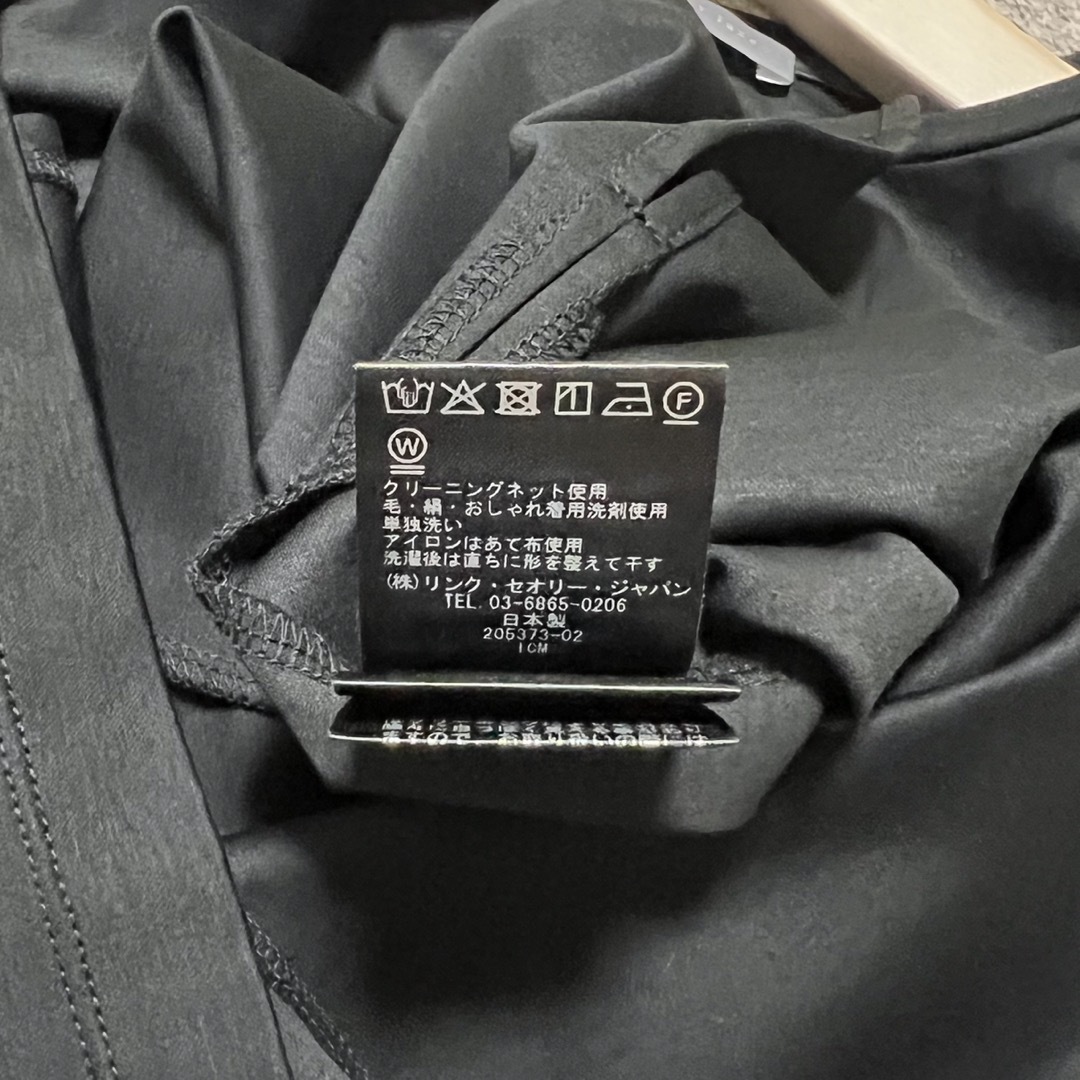 F
W
クリーニングネット使用
毛・絹・おしゃれ着用洗剤使用
単独洗い
アイロンはあて布使用
洗濯後は直ちに形を整えて干す
(株)リンク・セオリー・ジャパン
TEL. 03-6865-0206
日本製
205373-02
1CM